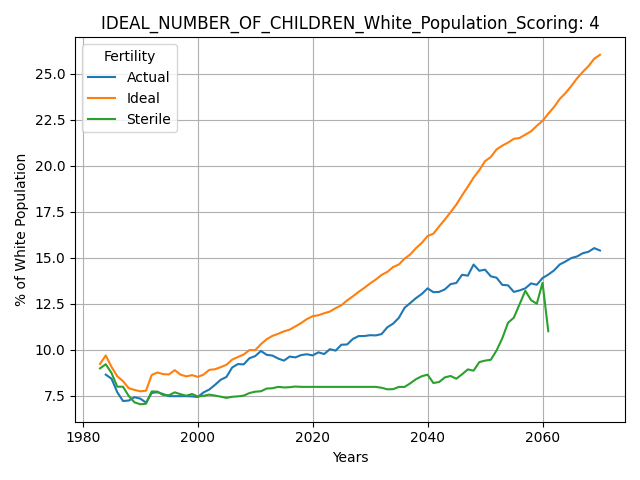 IDEAL_NUMBER_OF_CHILDREN_White_Population_Scoring: 4
Fertility
Actual
Ideal
Sterile
% of White Population
25.0
22.5
20.0
17.5
15.0
12.5
10.0
7.5
1980 2000 2020 2040 2060
Years